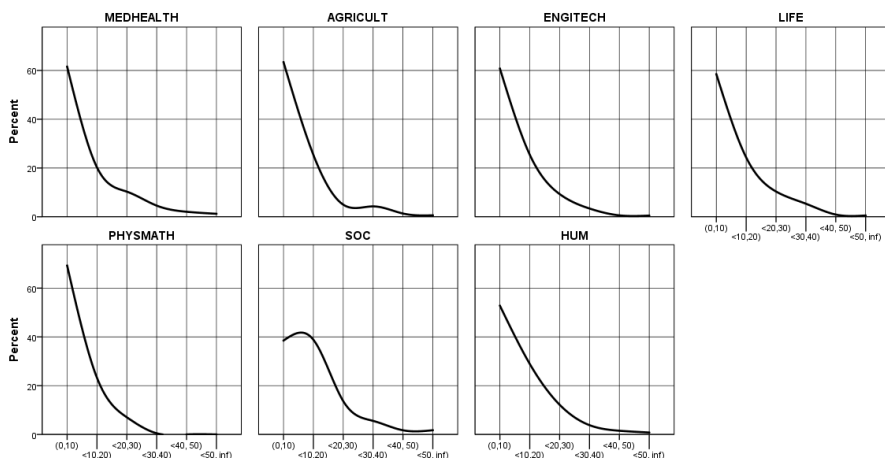 MEDHEALTH
AGRICULT
ENGITECH
LIFE
Percent
60
40
20
0
(0,10)
<10,20)
<20,30)
<30,40)
<40, 50)
<50, inf)
PHYSMATH
SOC
HUM
Percent
60
40
20
0
(0,10)
<10,20)
<20,30)
<30,40)
<40, 50)
<50, inf)
(0,10)
<10,20)
<20,30)
<30,40)
<40, 50)
<50, inf)
(0,10)
<10,20)
<20,30)
<30,40)
<40, 50)
<50, inf)